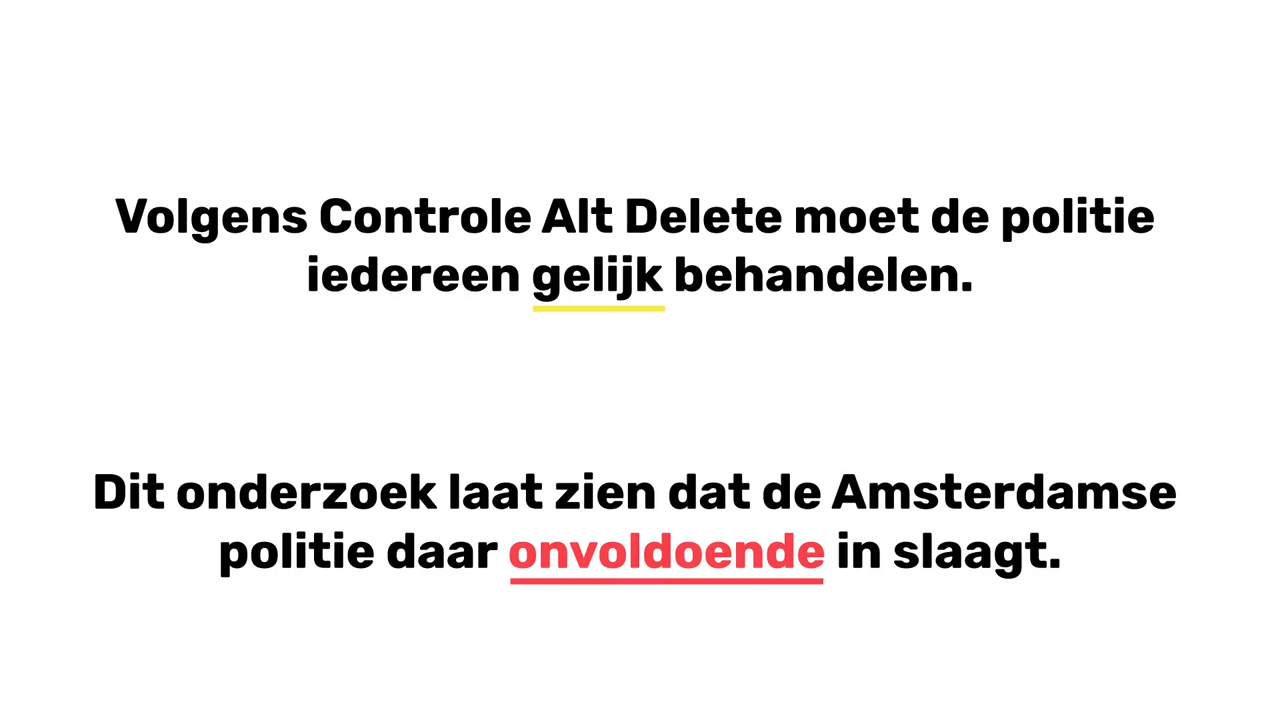 Volgens Controle Alt Delete moet de politie
iedereen gelijk behandelen.
Dit onderzoek laat zien dat de Amsterdamse
politie daar onvoldoende in slaagt.